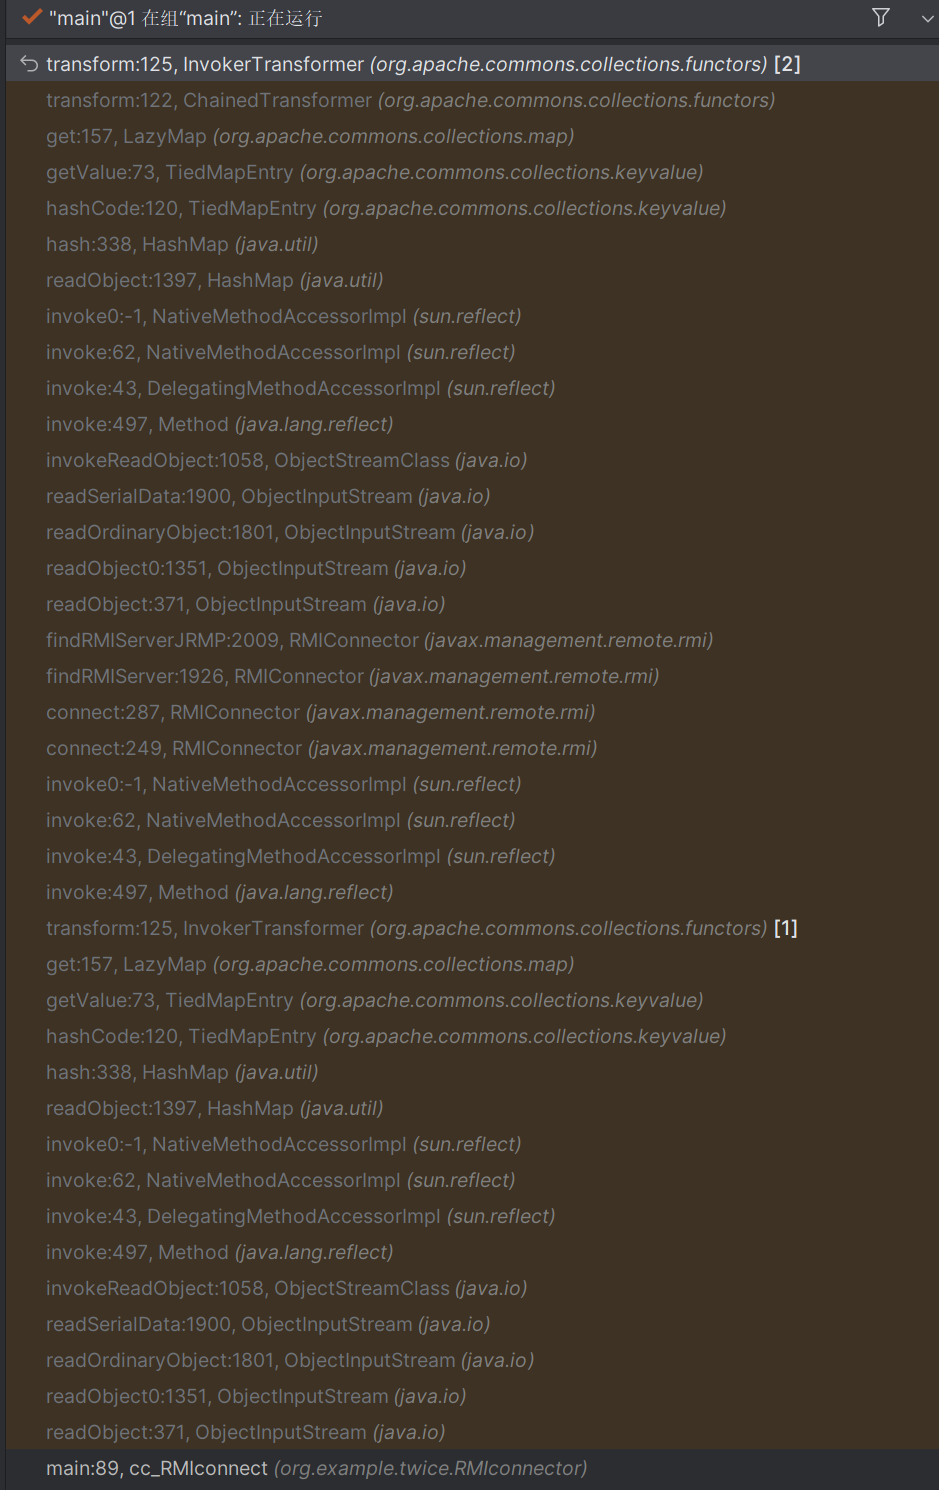 "main"@1 在组“main”: 正在运行
transform:125, InvokerTransformer (org.apache.commons.collections.functors) [2]
transform:122, ChainedTransformer (org.apache.commons.collections.functors)
get:157, LazyMap (org.apache.commons.collections.map)
getValue:73, TiedMapEntry (org.apache.commons.collections.keyvalue)
hashCode:120, TiedMapEntry (org.apache.commons.collections.keyvalue)
hash:338, HashMap (java.util)
readObject:1397, HashMap (java.util)
invoke0:-1, NativeMethodAccessorImpl (sun.reflect)
invoke:62, NativeMethodAccessorImpl (sun.reflect)
invoke:43, DelegatingMethodAccessorImpl (sun.reflect)
invoke:497, Method (java.lang.reflect)
invokeReadObject:1058, ObjectStreamClass (java.io)
readSerialData:1900, ObjectInputStream (java.io)
readOrdinaryObject:1801, ObjectInputStream (java.io)
readObject0:1351, ObjectInputStream (java.io)
readObject:371, ObjectInputStream (java.io)
findRMIServerJRMP:2009, RMIConnector (javax.management.remote.rmi)
findRMIServer:1926, RMIConnector (javax.management.remote.rmi)
connect:287, RMIConnector (javax.management.remote.rmi)
connect:249, RMIConnector (javax.management.remote.rmi)
invoke0:-1, NativeMethodAccessorImpl (sun.reflect)
invoke:62, NativeMethodAccessorImpl (sun.reflect)
invoke:43, DelegatingMethodAccessorImpl (sun.reflect)
invoke:497, Method (java.lang.reflect)
transform:125, InvokerTransformer (org.apache.commons.collections.functors) [1]
get:157, LazyMap (org.apache.commons.collections.map)
getValue:73, TiedMapEntry (org.apache.commons.collections.keyvalue)
hashCode:120, TiedMapEntry (org.apache.commons.collections.keyvalue)
hash:338, HashMap (java.util)
readObject:1397, HashMap (java.util)
invoke0:-1, NativeMethodAccessorImpl (sun.reflect)
invoke:62, NativeMethodAccessorImpl (sun.reflect)
invoke:43, DelegatingMethodAccessorImpl (sun.reflect)
invoke:497, Method (java.lang.reflect)
invokeReadObject:1058, ObjectStreamClass (java.io)
readSerialData:1900, ObjectInputStream (java.io)
readOrdinaryObject:1801, ObjectInputStream (java.io)
readObject0:1351, ObjectInputStream (java.io)
readObject:371, ObjectInputStream (java.io)
main:89, cc_RMIconnect (org.example.twice.RMIconnector)